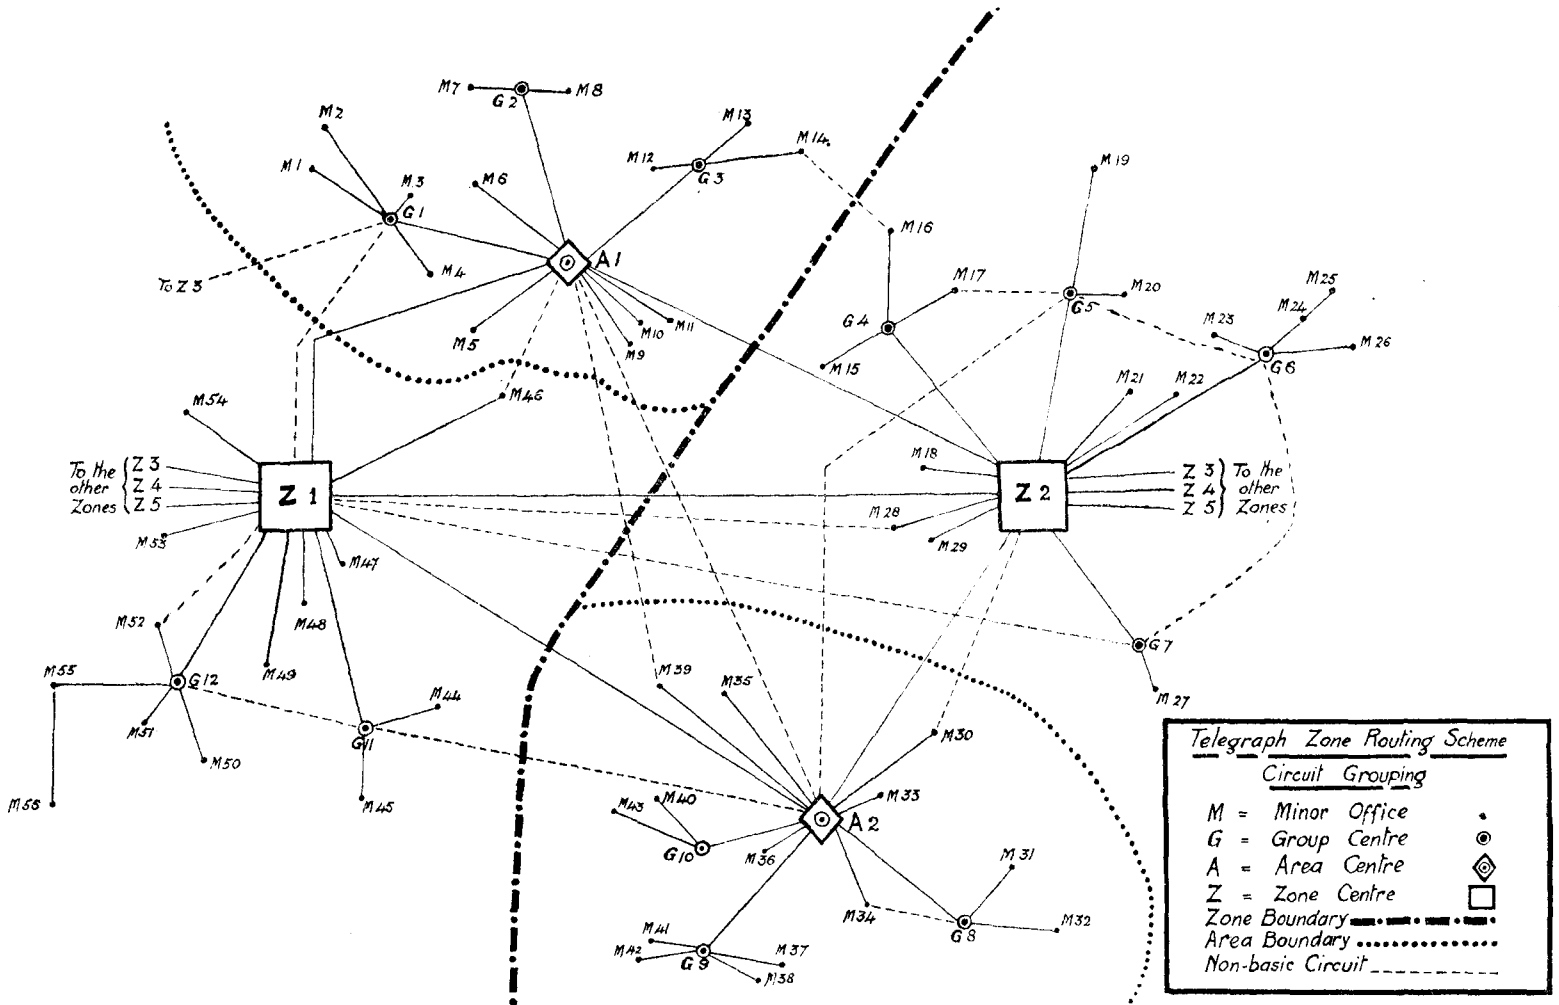 M7
G2
M8
M2
M13
M14
M1
M12
G3
M3
M6
G1
M19
M16
M4
A1
To Z3
M17
M20
M25
G5
M24
M11
M10
G4
M23
M26
M5
M9
M15
G6
M21
M22
M54
M46
To the other Zones { Z3 Z4 Z5
Z 1
M18
Z 2
Z3 Z4 Z5 } To the other Zones
M28
M53
M29
M47
M52
M48
G7
M49
M39
M35
M55
G12
M27
M44
M51
G11
M30
M50
M40
M33
M43
M45
A2
G10
M36
M31
M34
M32
G8
M41
M42
G9
M37
M38
Telegraph Zone Routing Scheme
Circuit Grouping
M = Minor Office
G = Group Centre
A = Area Centre
Z = Zone Centre
Zone Boundary
Area Boundary
Non-basic Circuit